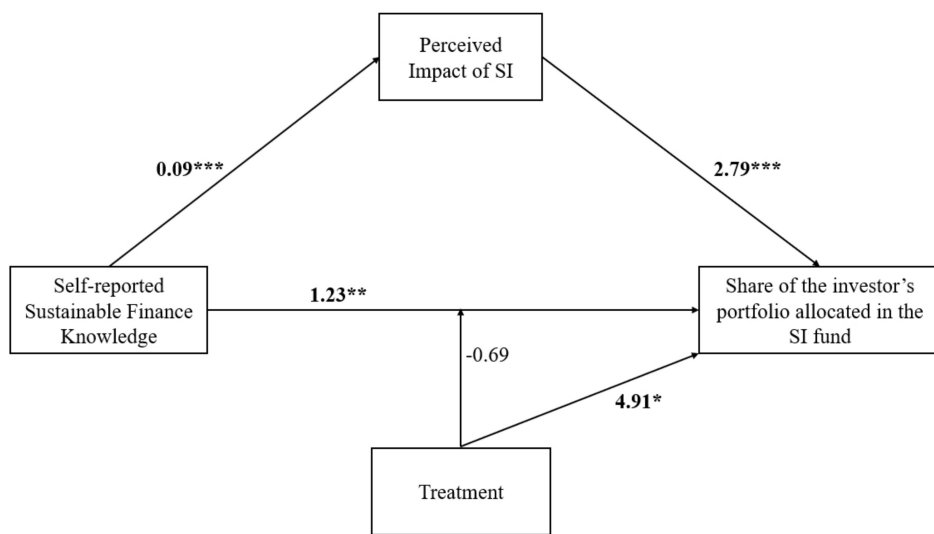 Perceived
Impact of SI
0.09***
2.79***
Self-reported
Sustainable Finance
Knowledge
1.23**
Share of the investor's
portfolio allocated in the
SI fund
-0.69
4.91*
Treatment